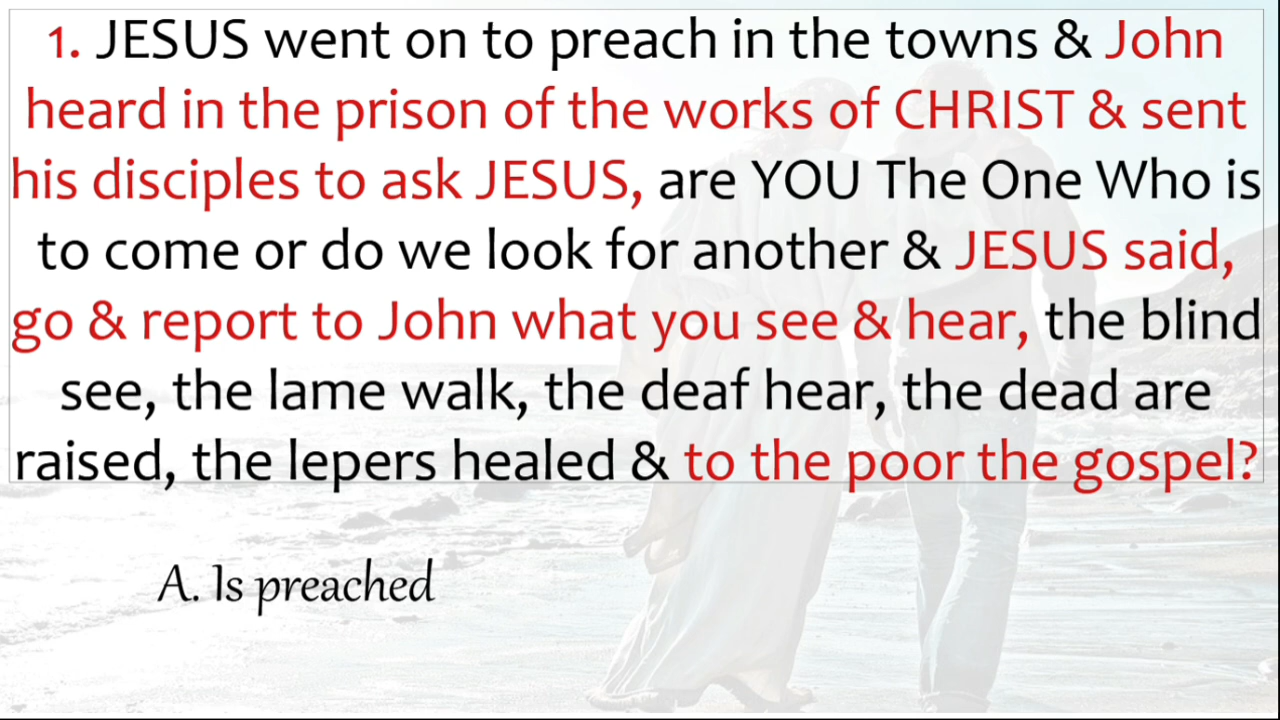 1. JESUS went on to preach in the towns & John
heard in the prison of the works of CHRIST & sent
his disciples to ask JESUS, are YOU The One Who is
to come or do we look for another & JESUS said,
go & report to John what you see & hear, the blind
see, the lame walk, the deaf hear, the dead are
raised, the lepers healed & to the poor the gospel?
A. Is preached